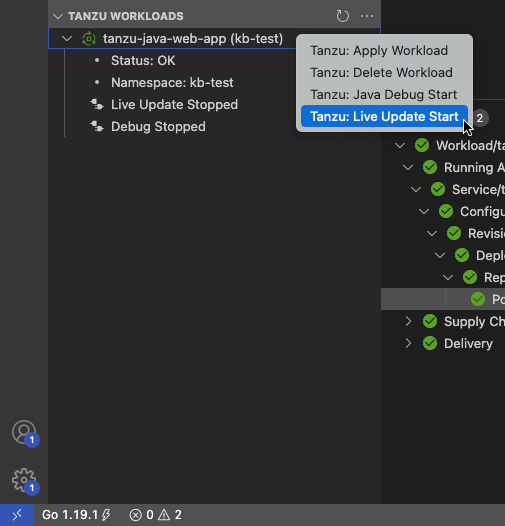 TANZU WORKLOADS
tanzu-java-web-app (kb-test)
Status: OK
Namespace: kb-test
Live Update Stopped
Debug Stopped
Tanzu: Apply Workload
Tanzu: Delete Workload
Tanzu: Java Debug Start
Tanzu: Live Update Start
2
Workload/ta
Running A
Service/t
Configu
Revisi
Deplo
Rep
Po
Supply Ch
Delivery
1
1
Go 1.19.1
0 2